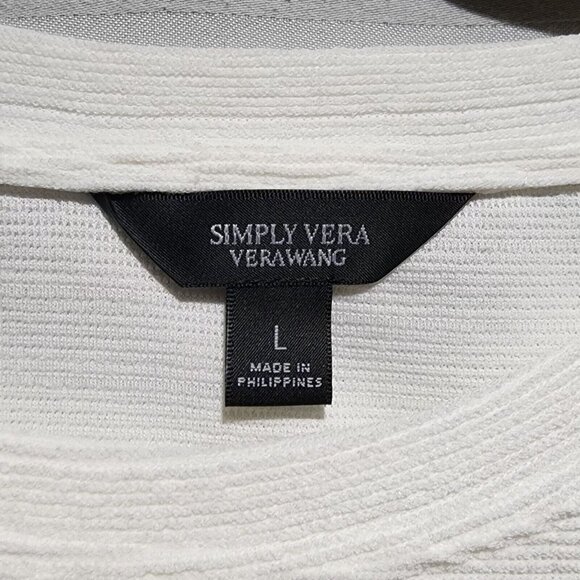 SIMPLY VERA
VERAWANG
L
MADE IN
PHILIPPINES